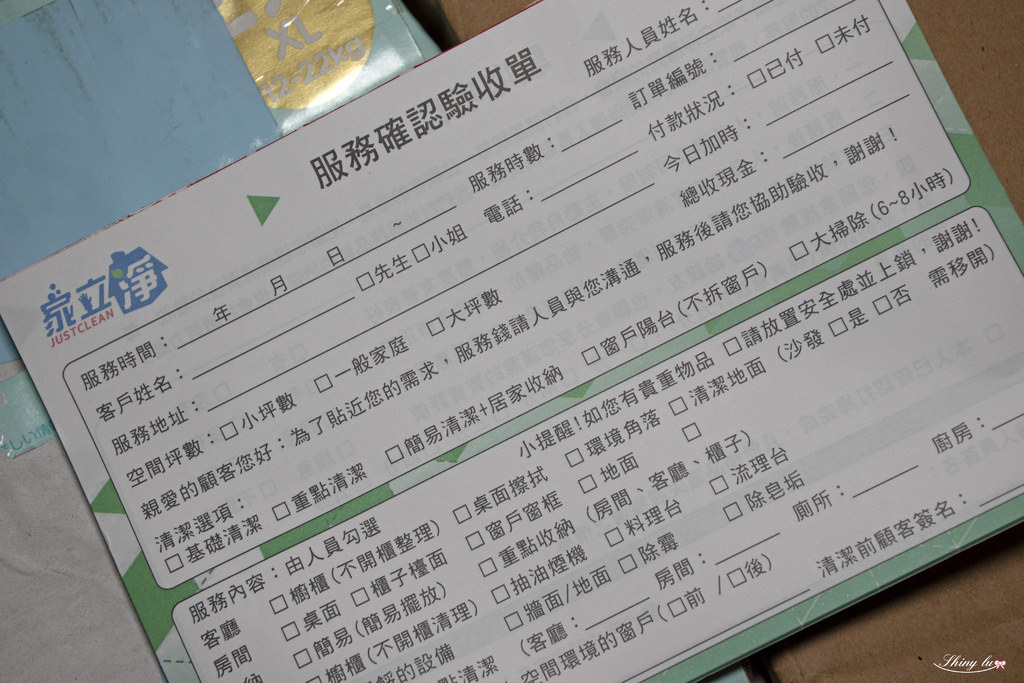 XL
12-22kg
服務確認驗收單
服務人員姓名：
家立淨
JUSTCLEAN
服務時間： 年 月 日 ~ 服務時數： 訂單編號：
客戶姓名： □先生□小姐 電話： 付款狀況： □已付 □未付
服務地址： 今日加時：
空間坪數：□小坪數 □一般家庭 □大坪數 總收現金：
親愛的顧客您好：為了貼近您的需求，服務錢請人員與您溝通，服務後請您協助驗收，謝謝！
清潔選項：
□基礎清潔 □重點清潔 □簡易清潔+居家收納 □窗戶陽台(不拆窗戶) □大掃除(6~8小時)
小提醒!如您有貴重物品 □請放置安全處並上鎖，謝謝!
服務內容：由人員勾選
客廳 □櫥櫃(不開櫃整理) □桌面擦拭 □環境角落 □清潔地面 (沙發 □是 □否 需移開)
房間 □桌面 □櫃子檯面 □窗戶窗框 □地面 □
納 □簡易(簡易擺放) □重點收納 (房間、客廳、櫃子)
□櫥櫃(不開櫃清理) □抽油煙機 □料理台 □流理台
的設備 □牆面/地面 □除霉 □除皂垢
點清潔 (客廳： 房間： 廁所： 廚房：
空間環境的窗戶(□前 /□後)
清潔前顧客簽名：
Shiny lu